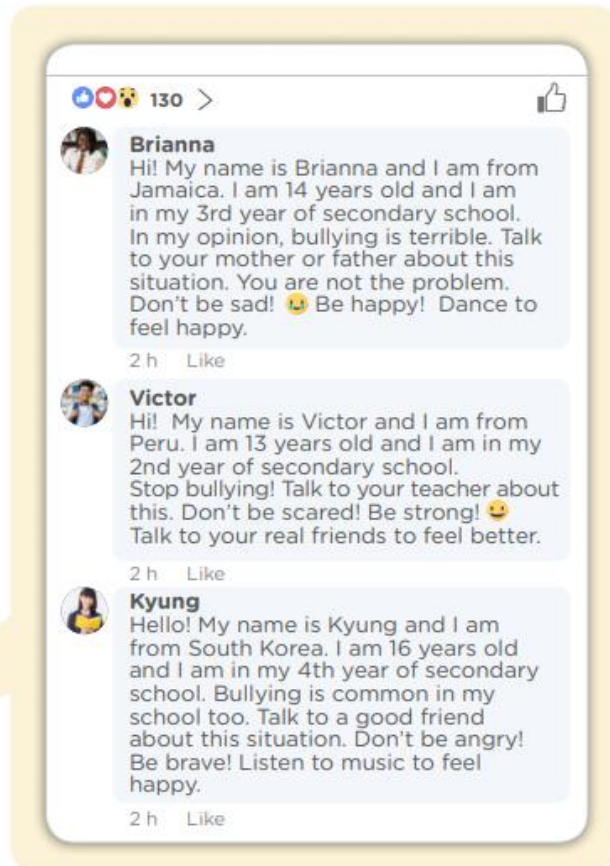 130 >
Brianna
Hi! My name is Brianna and I am from
Jamaica. I am 14 years old and I am
in my 3rd year of secondary school.
In my opinion, bullying is terrible. Talk
to your mother or father about this
situation. You are not the problem.
Don't be sad! 😂 Be happy! Dance to
feel happy.
2 h Like
Victor
Hi! My name is Victor and I am from
Peru. I am 13 years old and I am in my
2nd year of secondary school.
Stop bullying! Talk to your teacher about
this. Don't be scared! Be strong! 😀
Talk to your real friends to feel better.
2 h Like
Kyung
Hello! My name is Kyung and I am
from South Korea. I am 16 years old
and I am in my 4th year of secondary
school. Bullying is common in my
school too. Talk to a good friend
about this situation. Don't be angry!
Be brave! Listen to music to feel
happy.
2 h Like